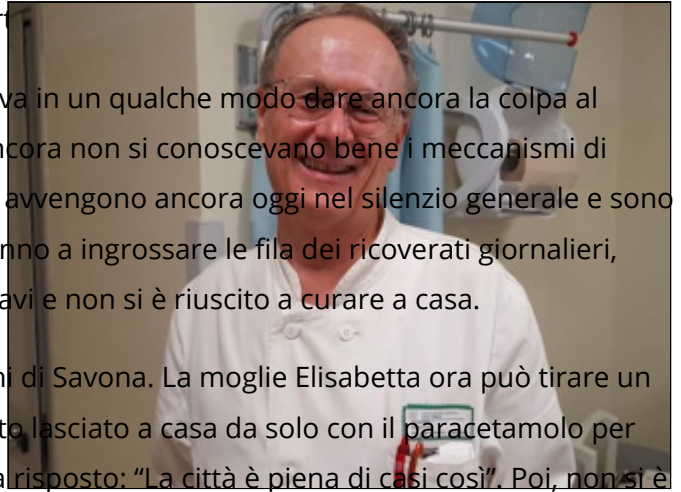 va in un qualche modo dare ancora la colpa al
ncora non si conoscevano bene i meccanismi di
avvengono ancora oggi nel silenzio generale e sono
nno a ingrossare le fila dei ricoverati giornalieri,
avi e non si è riuscito a curare a casa.
ni di Savona. La moglie Elisabetta ora può tirare un
to lasciato a casa da solo con il paracetamolo per
a risposto: “La città è piena di casi così”. Poi, non si è